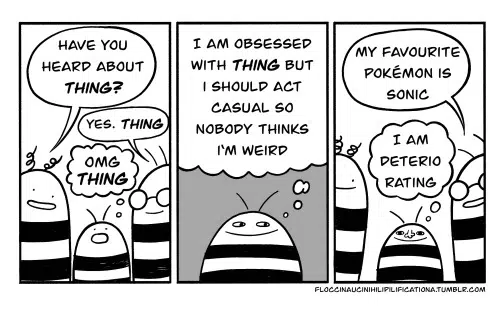 HAVE YOU
HEARD ABOUT
THING?
YES. THING
OMG
THING
I AM OBSESSED
WITH THING BUT
I SHOULD ACT
CASUAL SO
NOBODY THINKS
I'M WEIRD
MY FAVOURITE
POKÉMON IS
SONIC
I AM
DETERIO
RATING
FLOCCINAUCINIHILIPILIFICATIONA.TUMBLR.COM